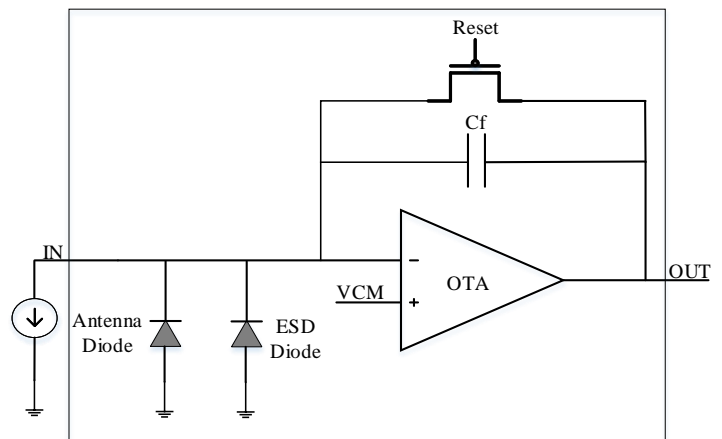 Reset
Cf
IN
OUT
VCM
OTA
−
+
Antenna
Diode
ESD
Diode